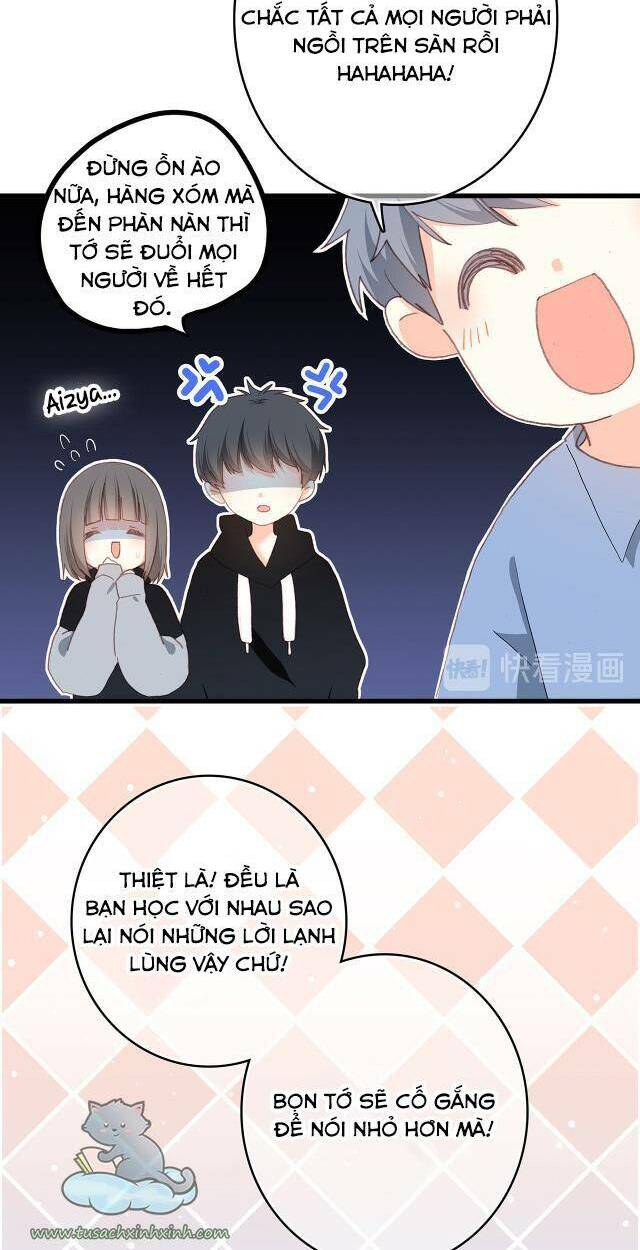 CHẮC TẤT CẢ MỌI NGƯỜI PHẢI
NGỒI TRÊN SÀN RỒI
HAHAHAHA!
ĐỪNG ỒN ÀO
NỮA, HÀNG XÓM MÀ
ĐẾN PHÀN NÀN THÌ
TỚ SẼ ĐUỔI MỌI
NGƯỜI VỀ HẾT
ĐÓ.
Aizya...
快看!
快看漫画
THIỆT LÀ! ĐỀU LÀ
BẠN HỌC VỚI NHAU SAO
LẠI NÓI NHỮNG LỜI LẠNH
LÙNG VẬY CHỨ!
BỌN TỚ SẼ CỐ GẮNG
ĐỂ NÓI NHỎ HƠN MÀ!
www.tusachxinhxinh.com